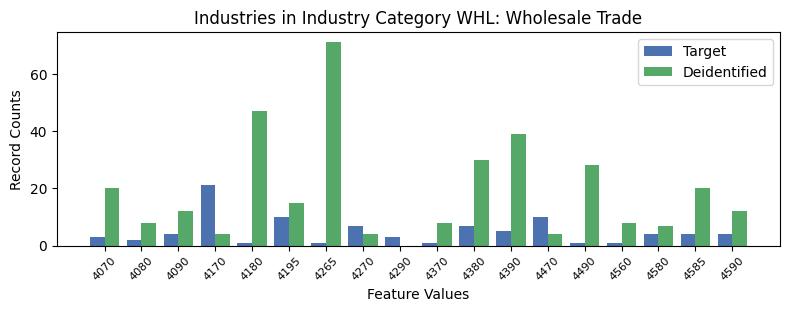 Industries in Industry Category WHL: Wholesale Trade
Target
Deidentified
Record Counts
60
40
20
0
4070 4080 4090 4170 4180 4195 4265 4270 4290 4370 4380 4390 4470 4490 4560 4580 4585 4590
Feature Values